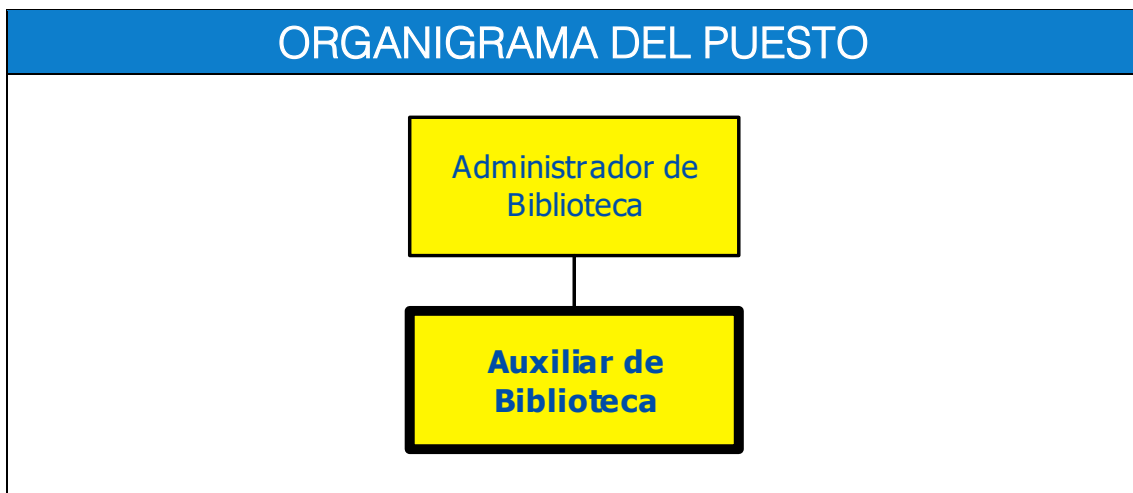 ORGANIGRAMA DEL PUESTO
Administrador de
Biblioteca
Auxiliar de
Biblioteca